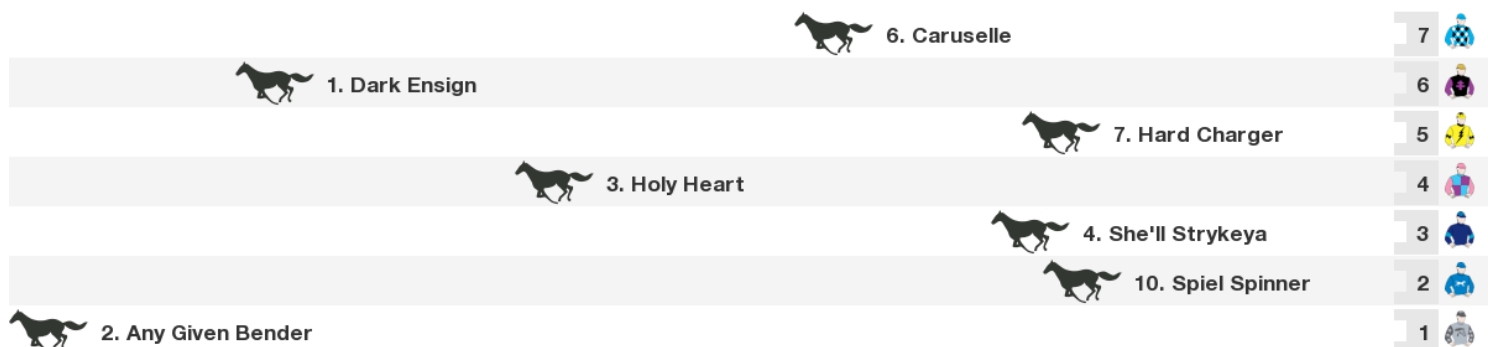 6. Caruselle 7
1. Dark Ensign 6
7. Hard Charger 5
3. Holy Heart 4
4. She'll Strykeya 3
10. Spiel Spinner 2
2. Any Given Bender 1